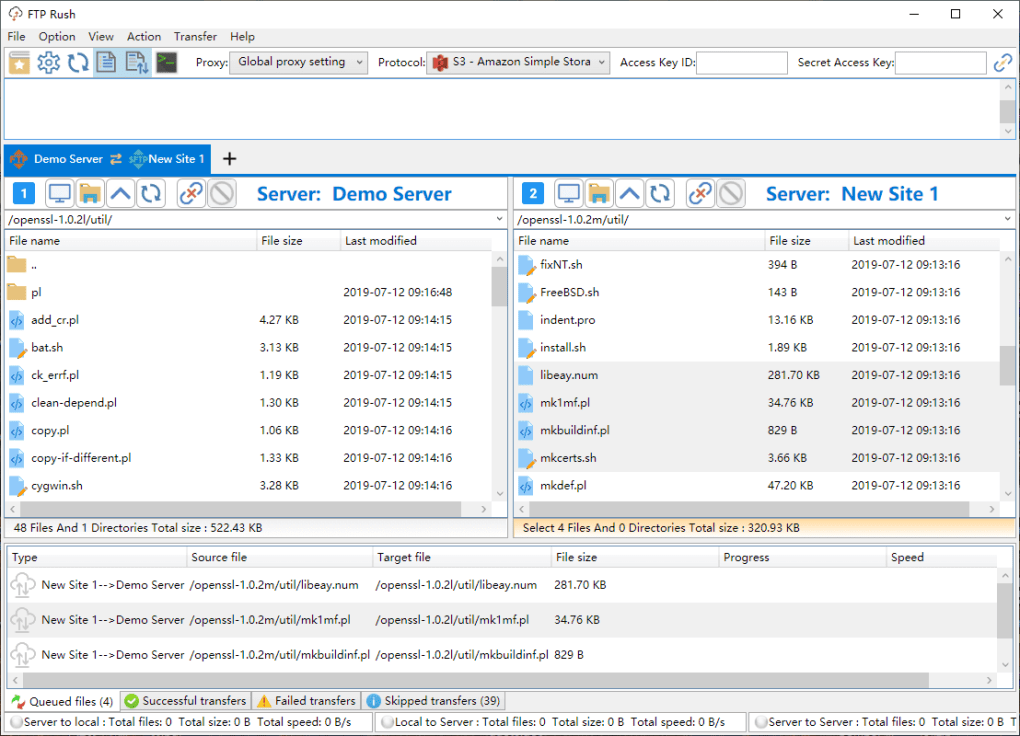 FTP Rush
File Option View Action Transfer Help
Proxy: Global proxy setting Protocol: S3 - Amazon Simple Stora Access Key ID: Secret Access Key:
Demo Server SFTP New Site 1 +
1 Server: Demo Server
/openssl-1.0.2l/util/
File name File size Last modified
..
pl 2019-07-12 09:16:48
add_cr.pl 4.27 KB 2019-07-12 09:14:15
bat.sh 3.13 KB 2019-07-12 09:14:15
ck_errf.pl 1.19 KB 2019-07-12 09:14:15
clean-depend.pl 1.30 KB 2019-07-12 09:14:15
copy.pl 1.06 KB 2019-07-12 09:14:16
copy-if-different.pl 1.33 KB 2019-07-12 09:14:16
cygwin.sh 3.28 KB 2019-07-12 09:14:16
48 Files And 1 Directories Total size : 522.43 KB
2 Server: New Site 1
/openssl-1.0.2m/util/
File name File size Last modified
fixNT.sh 394 B 2019-07-12 09:13:16
FreeBSD.sh 143 B 2019-07-12 09:13:16
indent.pro 13.16 KB 2019-07-12 09:13:16
install.sh 1.89 KB 2019-07-12 09:13:16
libeay.num 281.70 KB 2019-07-12 09:13:16
mk1mf.pl 34.76 KB 2019-07-12 09:13:16
mkbuildinf.pl 829 B 2019-07-12 09:13:16
mkcerts.sh 3.66 KB 2019-07-12 09:13:16
mkdef.pl 47.20 KB 2019-07-12 09:13:16
Select 4 Files And 0 Directories Total size : 320.93 KB
Type Source file Target file File size Progress Speed
New Site 1-->Demo Server /openssl-1.0.2m/util/libeay.num /openssl-1.0.2l/util/libeay.num 281.70 KB
New Site 1-->Demo Server /openssl-1.0.2m/util/mk1mf.pl /openssl-1.0.2l/util/mk1mf.pl 34.76 KB
New Site 1-->Demo Server /openssl-1.0.2m/util/mkbuildinf.pl /openssl-1.0.2l/util/mkbuildinf.pl 829 B
Queued files (4) Successful transfers Failed transfers Skipped transfers (39)
Server to local : Total files: 0 Total size: 0 B Total speed: 0 B/s Local to Server : Total files: 0 Total size: 0 B Total speed: 0 B/s Server to Server : Total files: 0 Total size: 0 B T